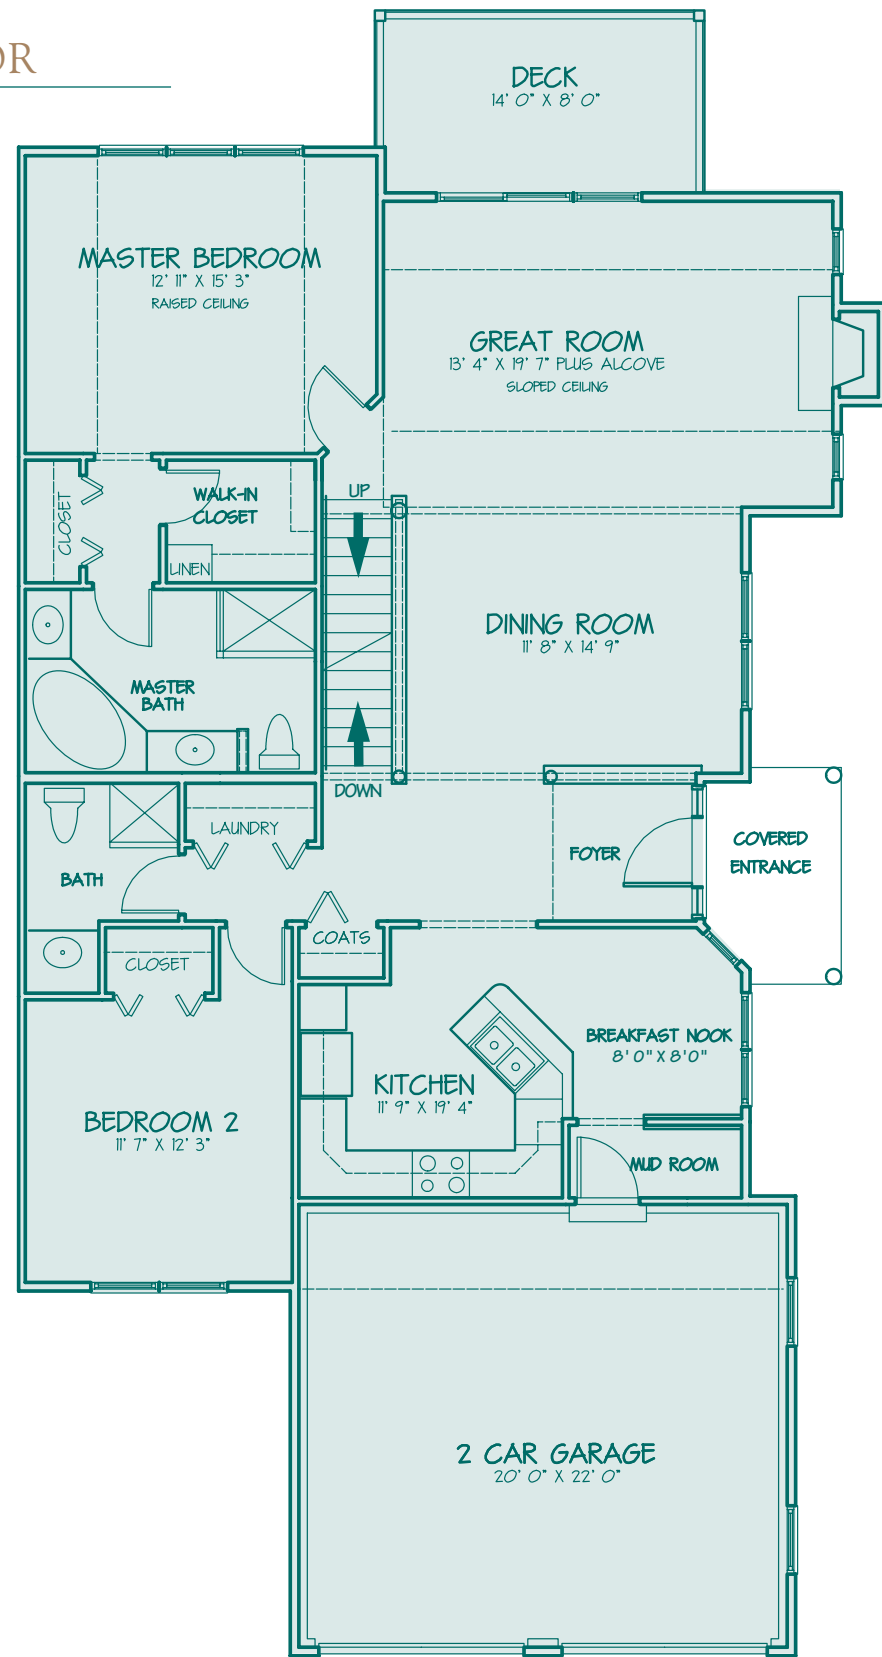 OR
DECK
14' 0" X 8' 0"
MASTER BEDROOM
12' 11" X 15' 3"
RAISED CEILING
GREAT ROOM
13' 4" X 19' 7" PLUS ALCOVE
SLOPED CEILING
CLOSET
WALK-IN
CLOSET
LINEN
UP
DINING ROOM
11' 8" X 14' 9"
MASTER
BATH
DOWN
LAUNDRY
BATH
FOYER
COVERED
ENTRANCE
COATS
CLOSET
BREAKFAST NOOK
8' 0" X 8' 0"
KITCHEN
11' 9" X 19' 4"
BEDROOM 2
11' 7" X 12' 3"
MUD ROOM
2 CAR GARAGE
20' 0" X 22' 0"